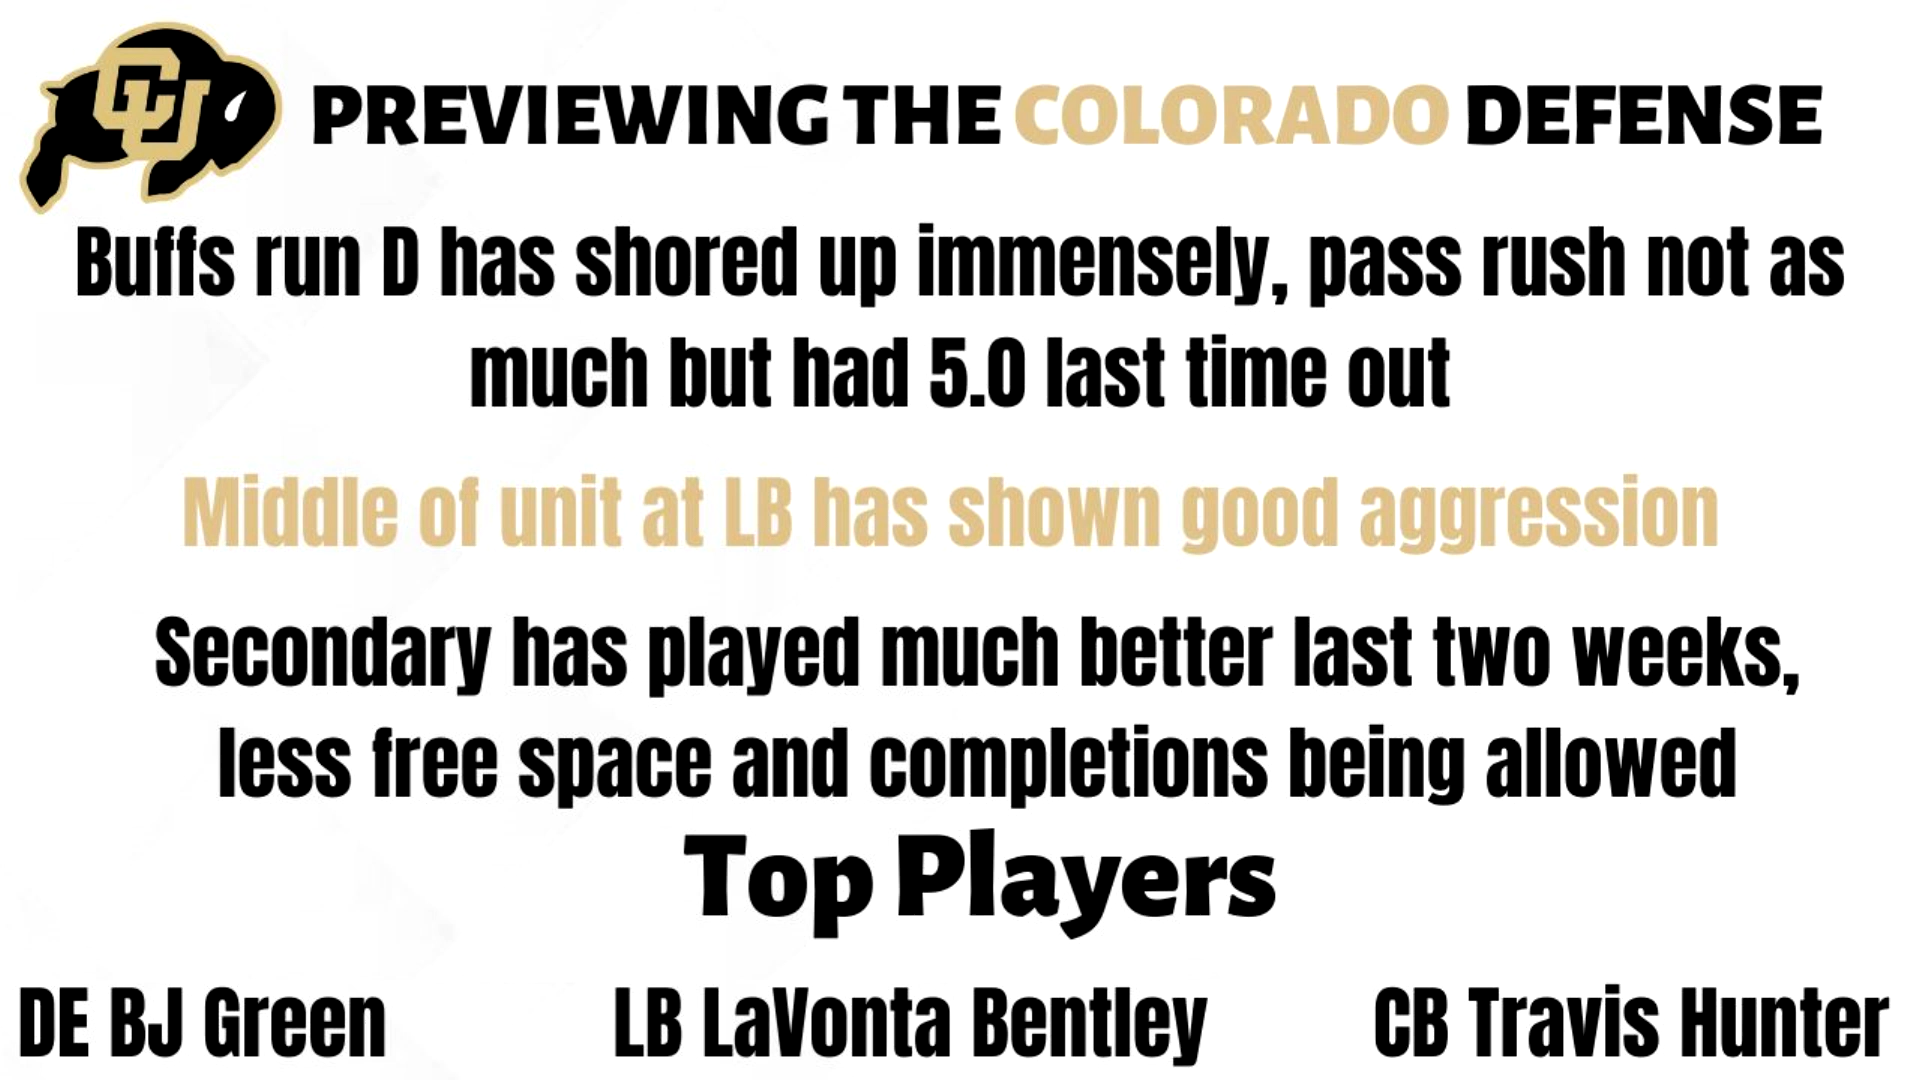 CU
PREVIEWING THE COLORADO DEFENSE
Buffs run D has shored up immensely, pass rush not as
much but had 5.0 last time out
Middle of unit at LB has shown good aggression
Secondary has played much better last two weeks,
less free space and completions being allowed
Top Players
DE BJ Green LB LaVonta Bentley CB Travis Hunter